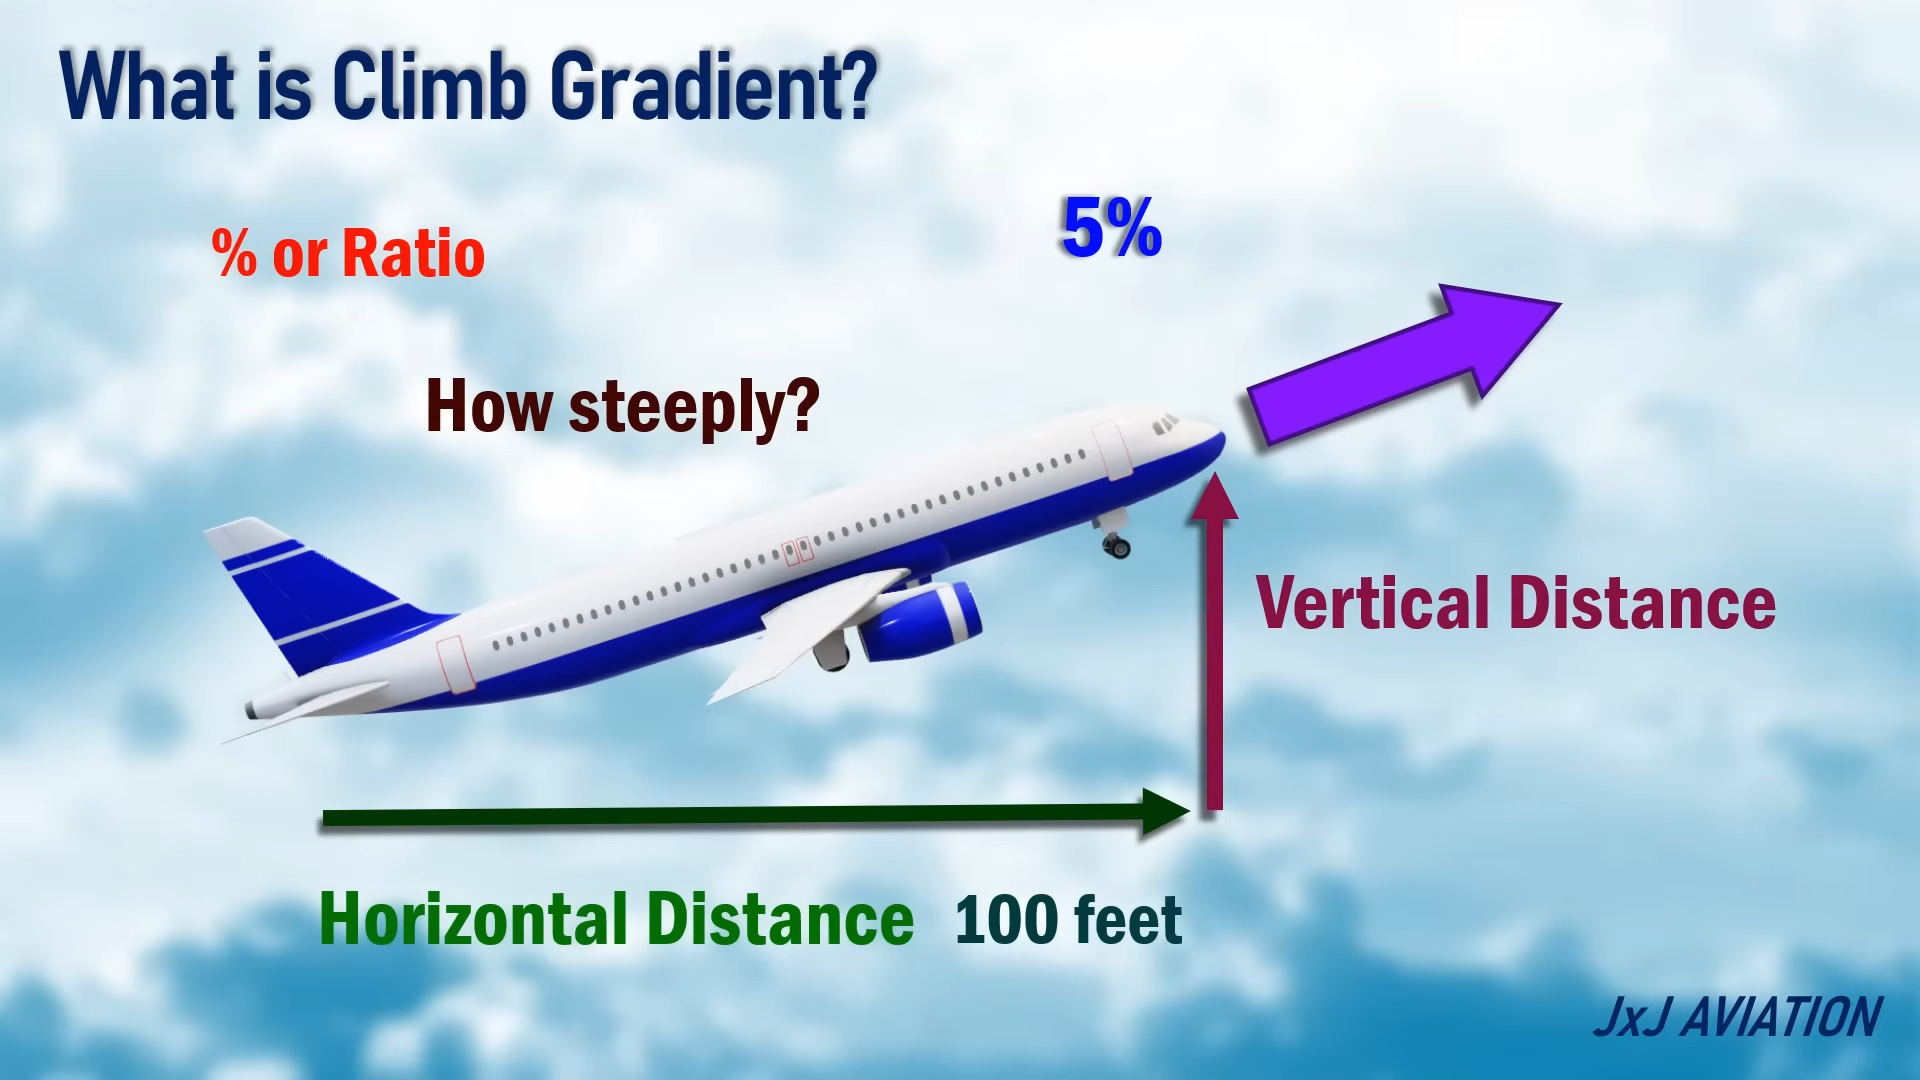 What is Climb Gradient?
% or Ratio
5%
How steeply?
Vertical Distance
Horizontal Distance 100 feet
JxJ AVIATION